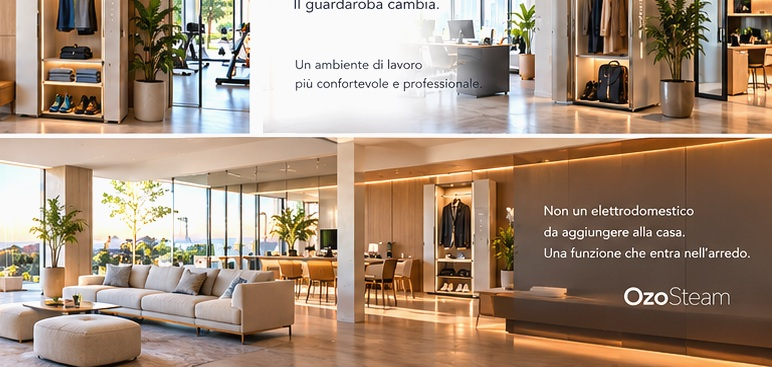 Il guardaroba cambia.
Un ambiente di lavoro
più confortevole e professionale.
Non un elettrodomestico
da aggiungere alla casa.
Una funzione che entra nell'arredo.
OzoSteam